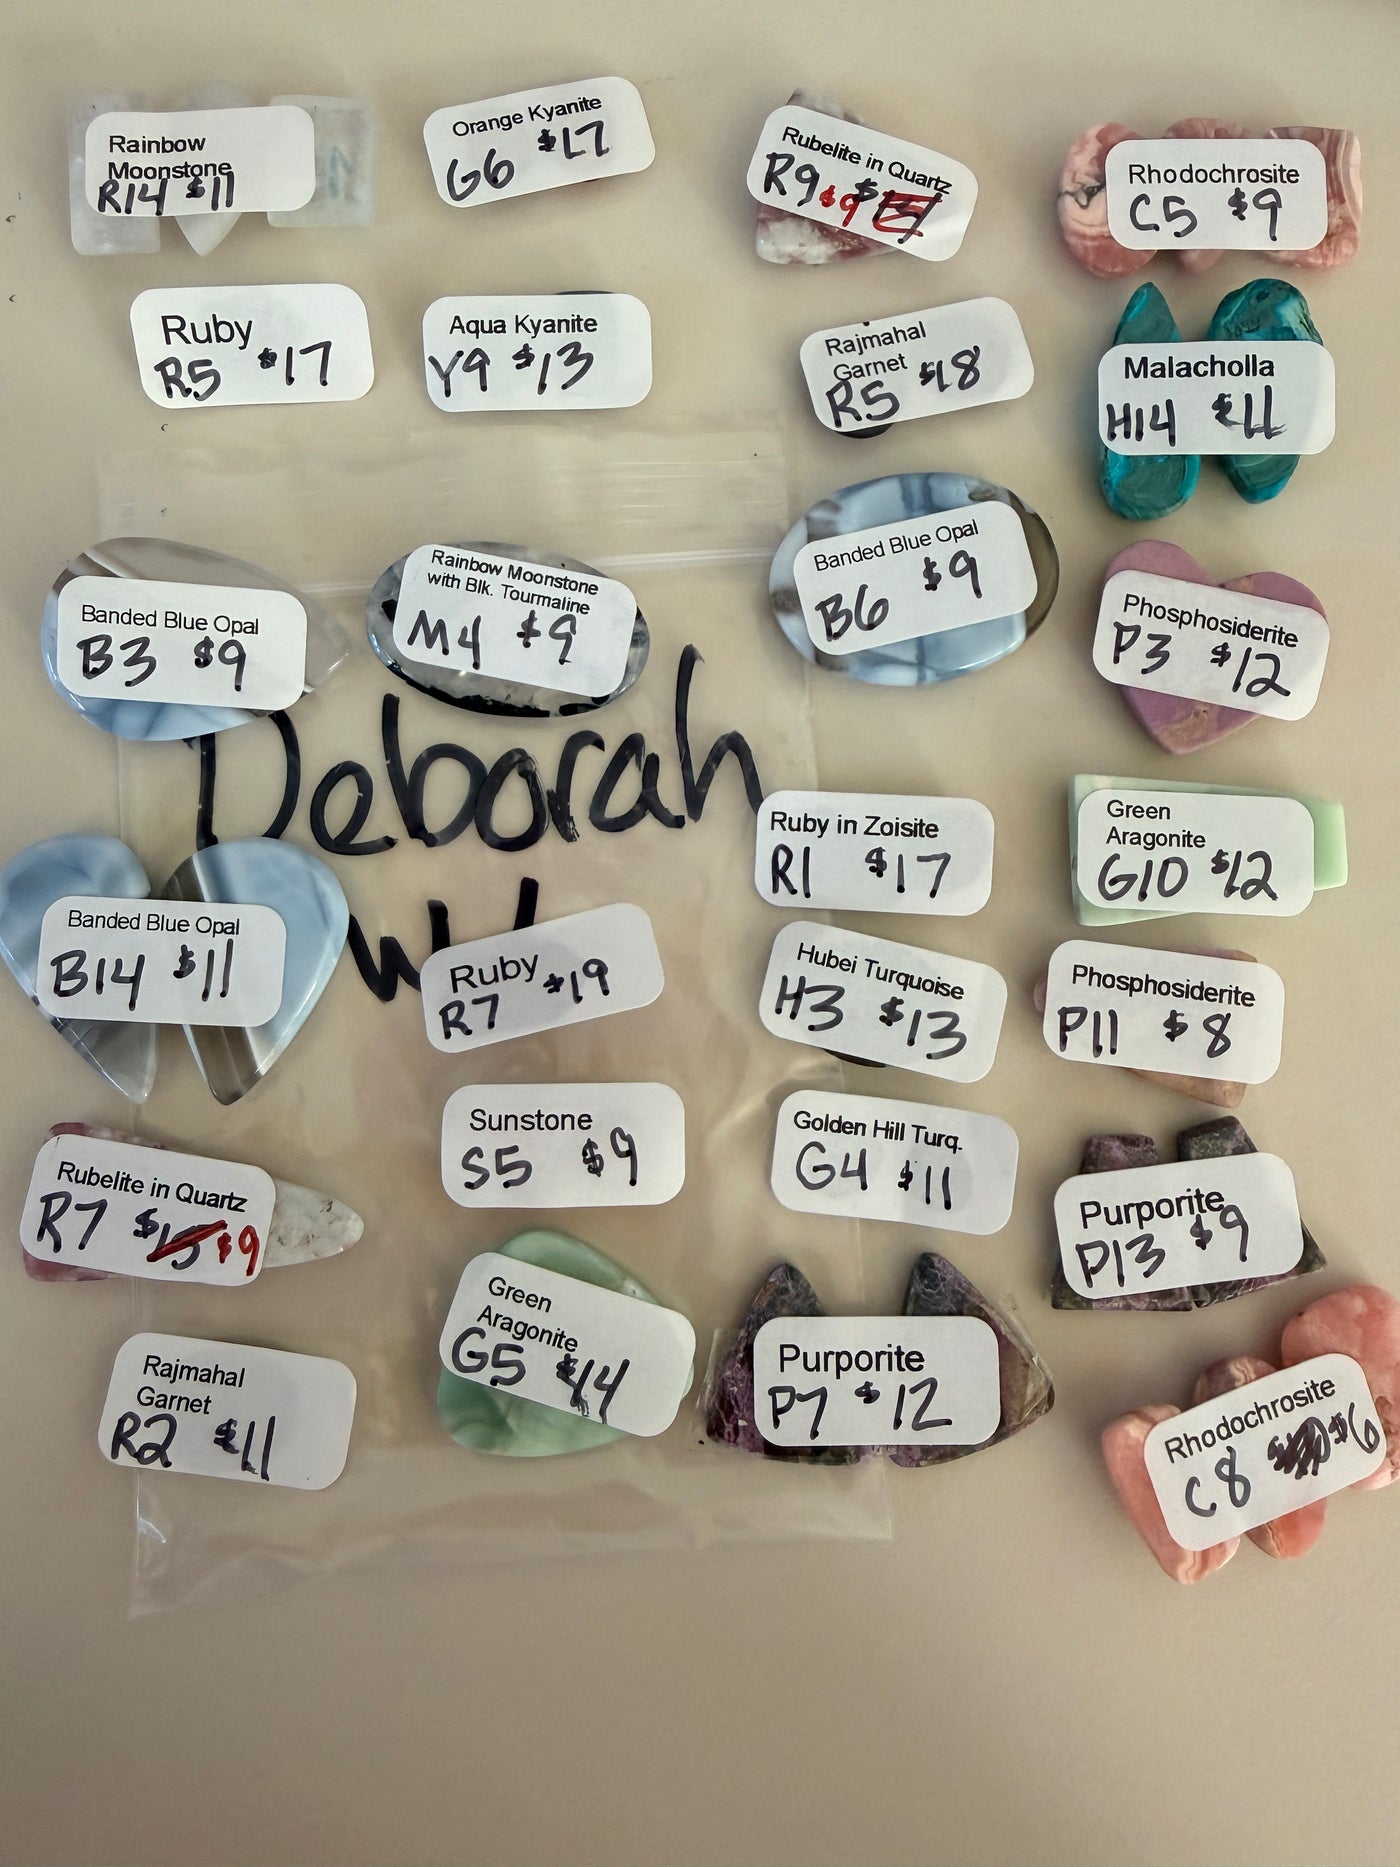 Rainbow
Moonstone
R14 $11
Orange Kyanite
G6 $17
Rubelite in Quartz
R9 $9
Rhodochrosite
C5 $9
Ruby
R5 $17
Aqua Kyanite
Y9 $13
Rajmahal
Garnet
R5 $18
Malacholla
H14 $11
Banded Blue Opal
B3 $9
Rainbow Moonstone
with Blk. Tourmaline
M4 $9
Banded Blue Opal
B6 $9
Phosphosiderite
P3 $12
Deborah
Ruby in Zoisite
R1 $17
Green
Aragonite
G10 $12
Banded Blue Opal
B14 $11
Ruby
R7 $19
Hubei Turquoise
H3 $13
Phosphosiderite
P11 $8
Rubelite in Quartz
R7 $15 $9
Sunstone
S5 $9
Golden Hill Turq.
G4 $11
Purporite
P13 $9
Rajmahal
Garnet
R2 $11
Green
Aragonite
G5 $14
Purporite
P7 $12
Rhodochrosite
C8 $6